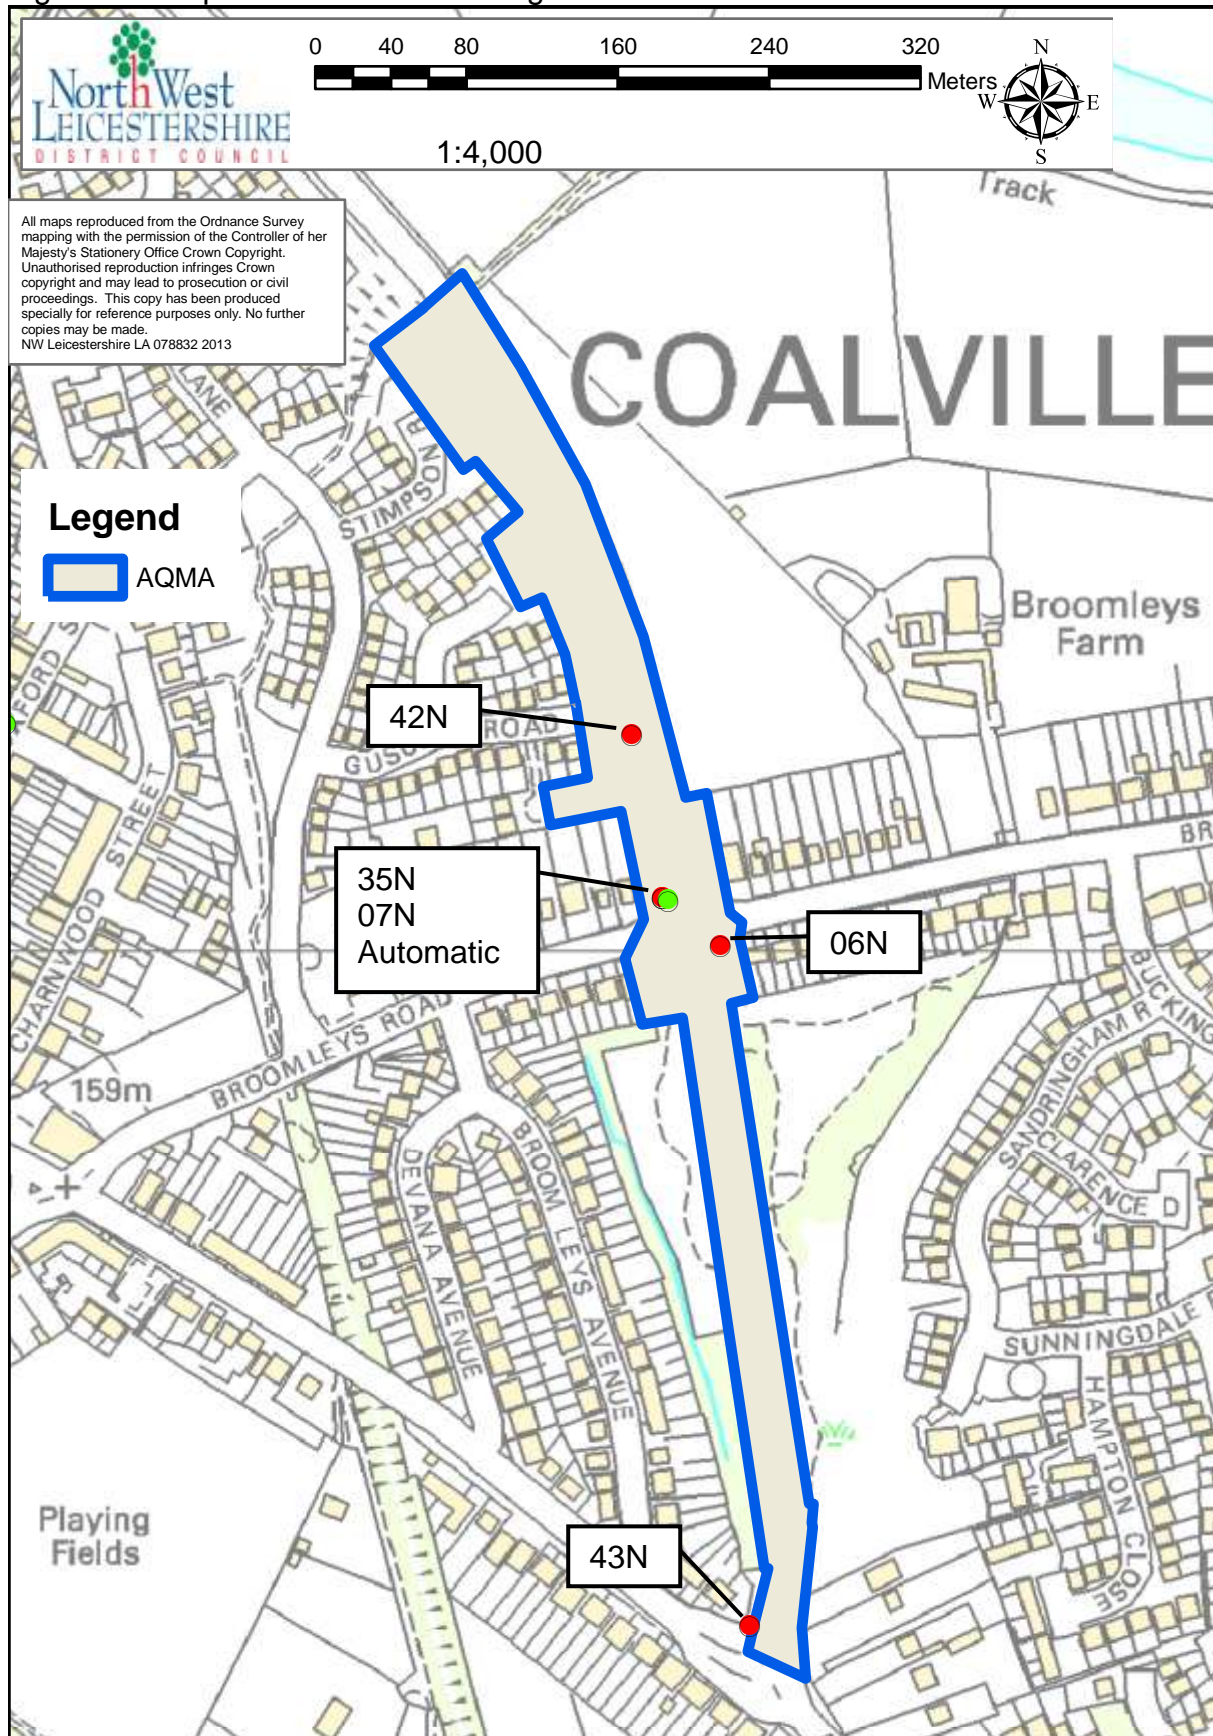 0 40 80 160 240 320
Meters
N
W E
S
1:4,000
NorthWest
LEICESTERSHIRE
DISTRICT COUNCIL
All maps reproduced from the Ordnance Survey
mapping with the permission of the Controller of her
Majesty's Stationery Office Crown Copyright.
Unauthorised reproduction infringes Crown
copyright and may lead to prosecution or civil
proceedings. This copy has been produced
specially for reference purposes only. No further
copies may be made.
NW Leicestershire LA 078832 2013
Track
COALVILLE
LANE
STIMPSON R
Legend
AQMA
Broomleys
Farm
FORD S
42N
ROAD
CHARNWOOD STREET
BR
35N
07N
Automatic
06N
BROOMLEYS ROAD
159m
BUCKING
SANDRINGHAM R
CLARENCE D
DEVANA AVENUE
BROOM LEYS AVENUE
SUNNINGDALE
HAMPTON CLOSE
Playing
Fields
43N